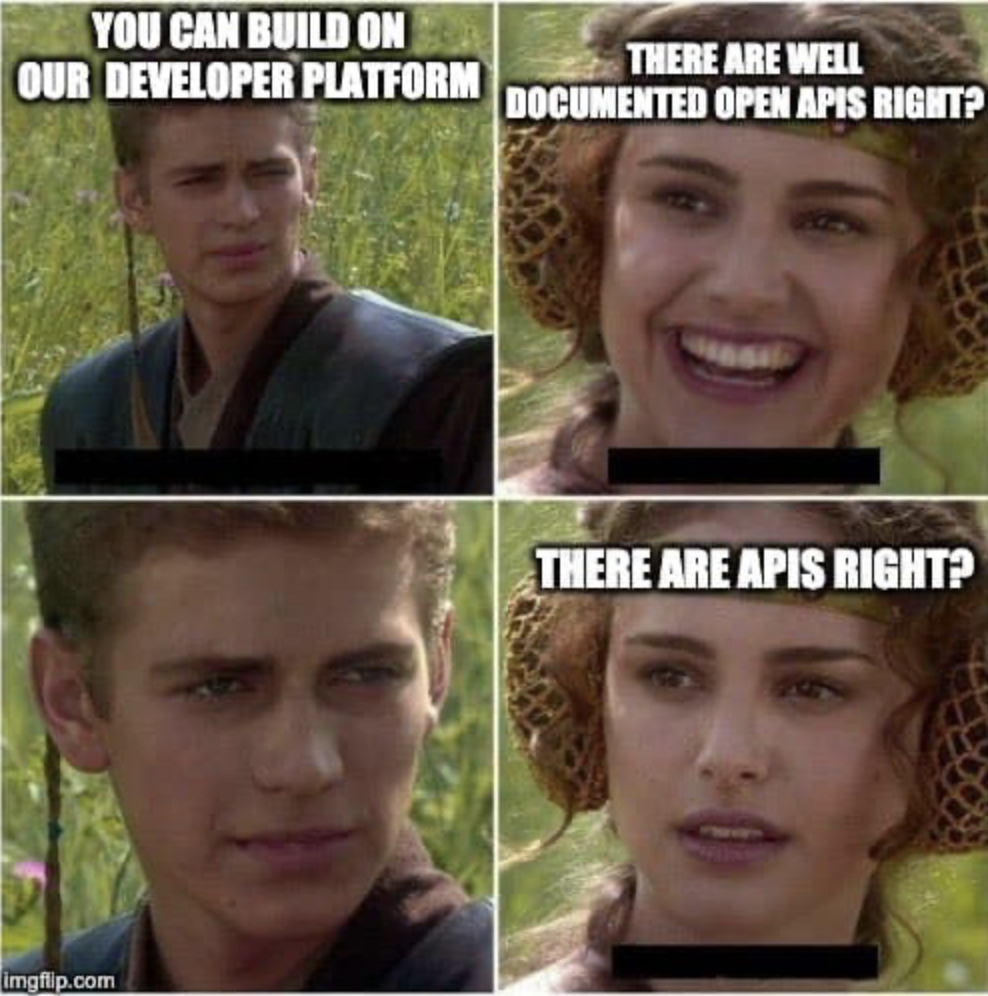 YOU CAN BUILD ON
OUR DEVELOPER PLATFORM
THERE ARE WELL
DOCUMENTED OPEN APIS RIGHT?
THERE ARE APIS RIGHT?
imgflip.com